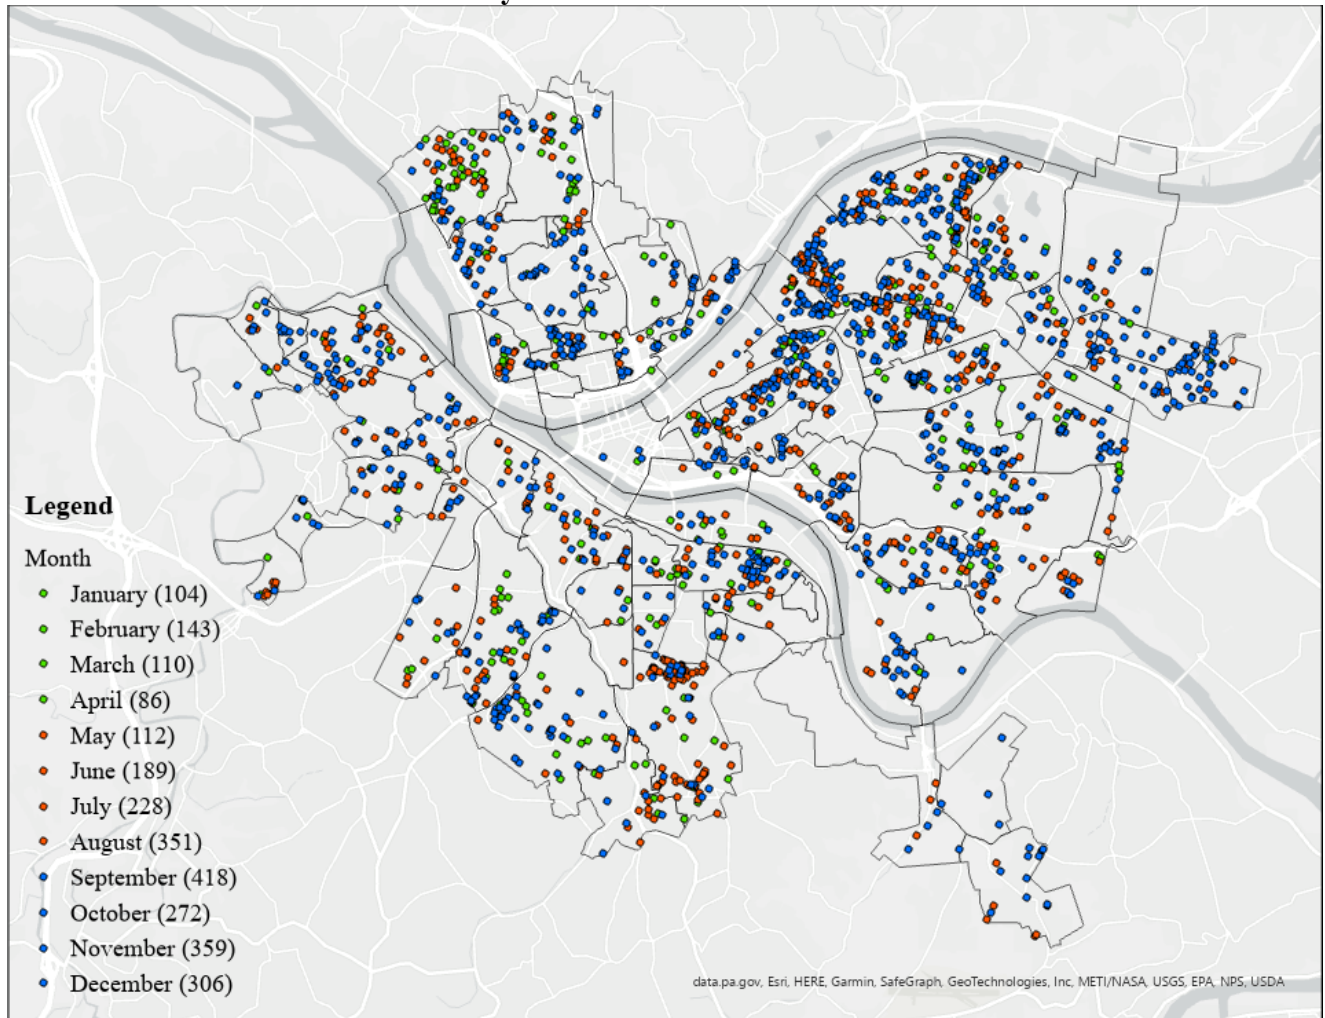 Legend
Month
January (104)
February (143)
March (110)
April (86)
May (112)
June (189)
July (228)
August (351)
September (418)
October (272)
November (359)
December (306)
data.pa.gov, Esri, HERE, Garmin, SafeGraph, GeoTechnologies, Inc, METI/NASA, USGS, EPA, NPS, USDA